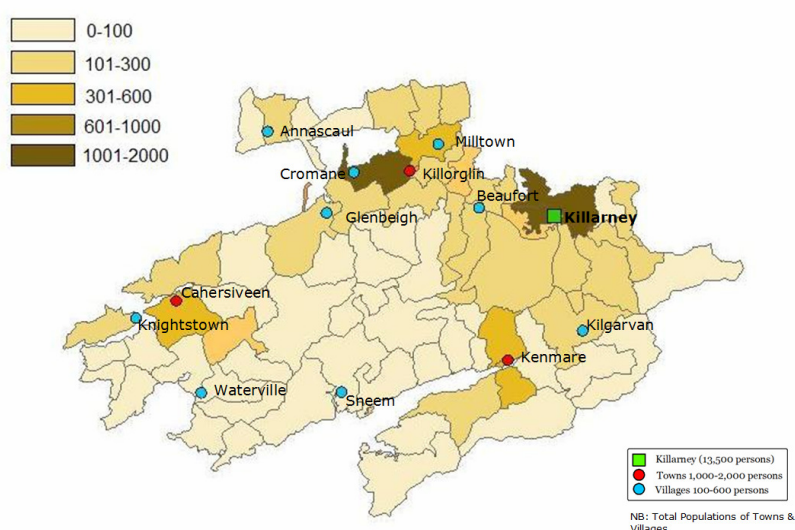 0-100
101-300
301-600
601-1000
1001-2000
Annascaul
Milltown
Cromane
Killorglin
Beaufort
Glenbeigh
Killarney
Cahersiveen
Knightstown
Kilgarvan
Kenmare
Waterville
Sneem
Killarney (13,500 persons)
Towns 1,000-2,000 persons
Villages 100-600 persons
NB: Total Populations of Towns &
Villages